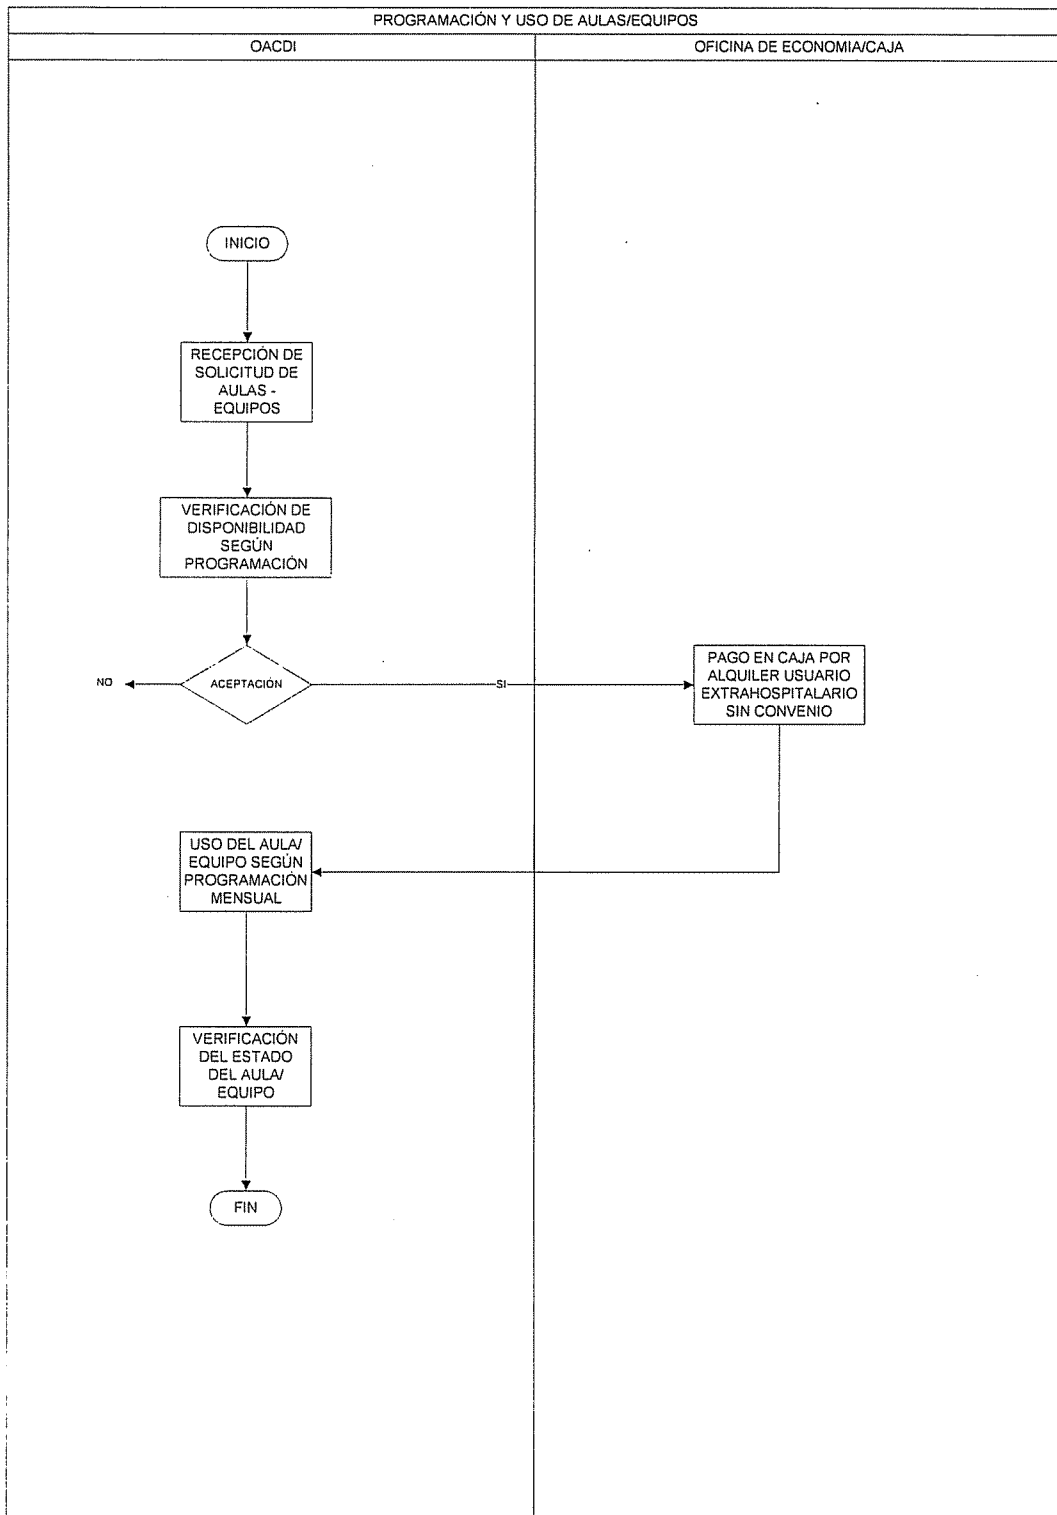 PROGRAMACIÓN Y USO DE AULAS/EQUIPOS
OACDI
OFICINA DE ECONOMIA/CAJA
INICIO
RECEPCIÓN DE
SOLICITUD DE
AULAS -
EQUIPOS
VERIFICACIÓN DE
DISPONIBILIDAD
SEGÚN
PROGRAMACIÓN
NO
ACEPTACIÓN
SI
PAGO EN CAJA POR
ALQUILER USUARIO
EXTRAHOSPITALARIO
SIN CONVENIO
USO DEL AULA/
EQUIPO SEGÚN
PROGRAMACIÓN
MENSUAL
VERIFICACIÓN
DEL ESTADO
DEL AULA/
EQUIPO
FIN